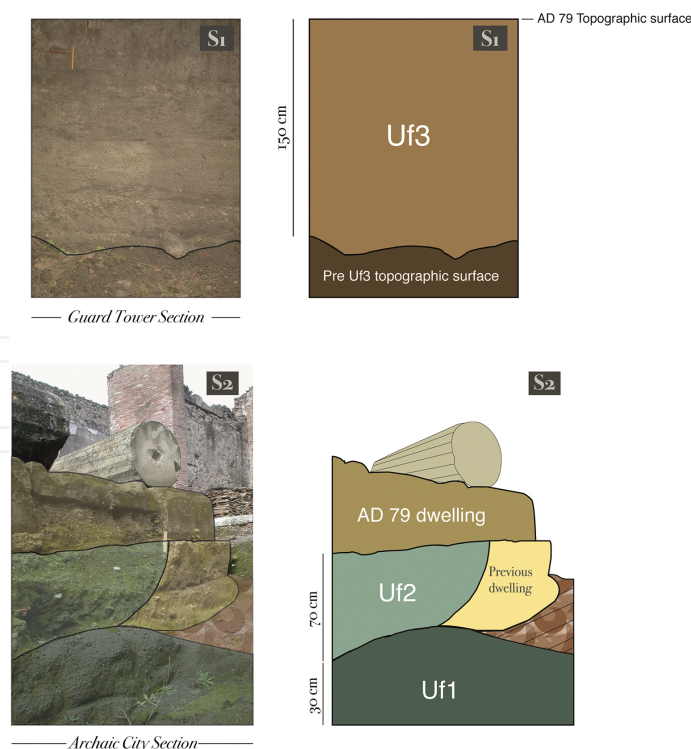 S1
S1
AD 79 Topographic surface
150 cm
Uf3
Pre Uf3 topographic surface
Guard Tower Section
S2
S2
AD 79 dwelling
Previous
dwelling
Uf2
70 cm
Uf1
30 cm
Archaic City Section